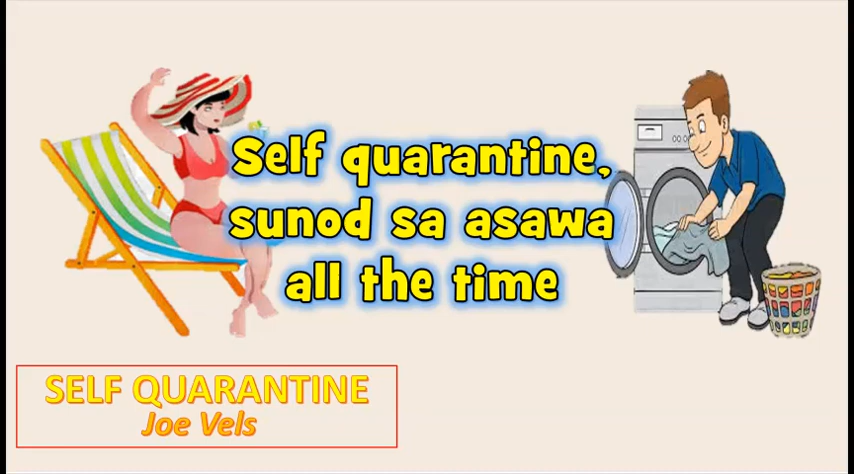 Self quarantine,
sunod sa asawa
all the time
SELF QUARANTINE
Joe Vels